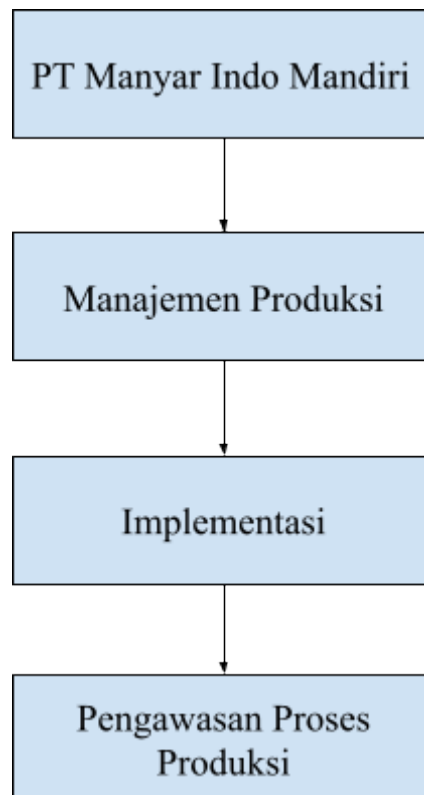 PT Manyar Indo Mandiri
Manajemen Produksi
Implementasi
Pengawasan Proses
Produksi